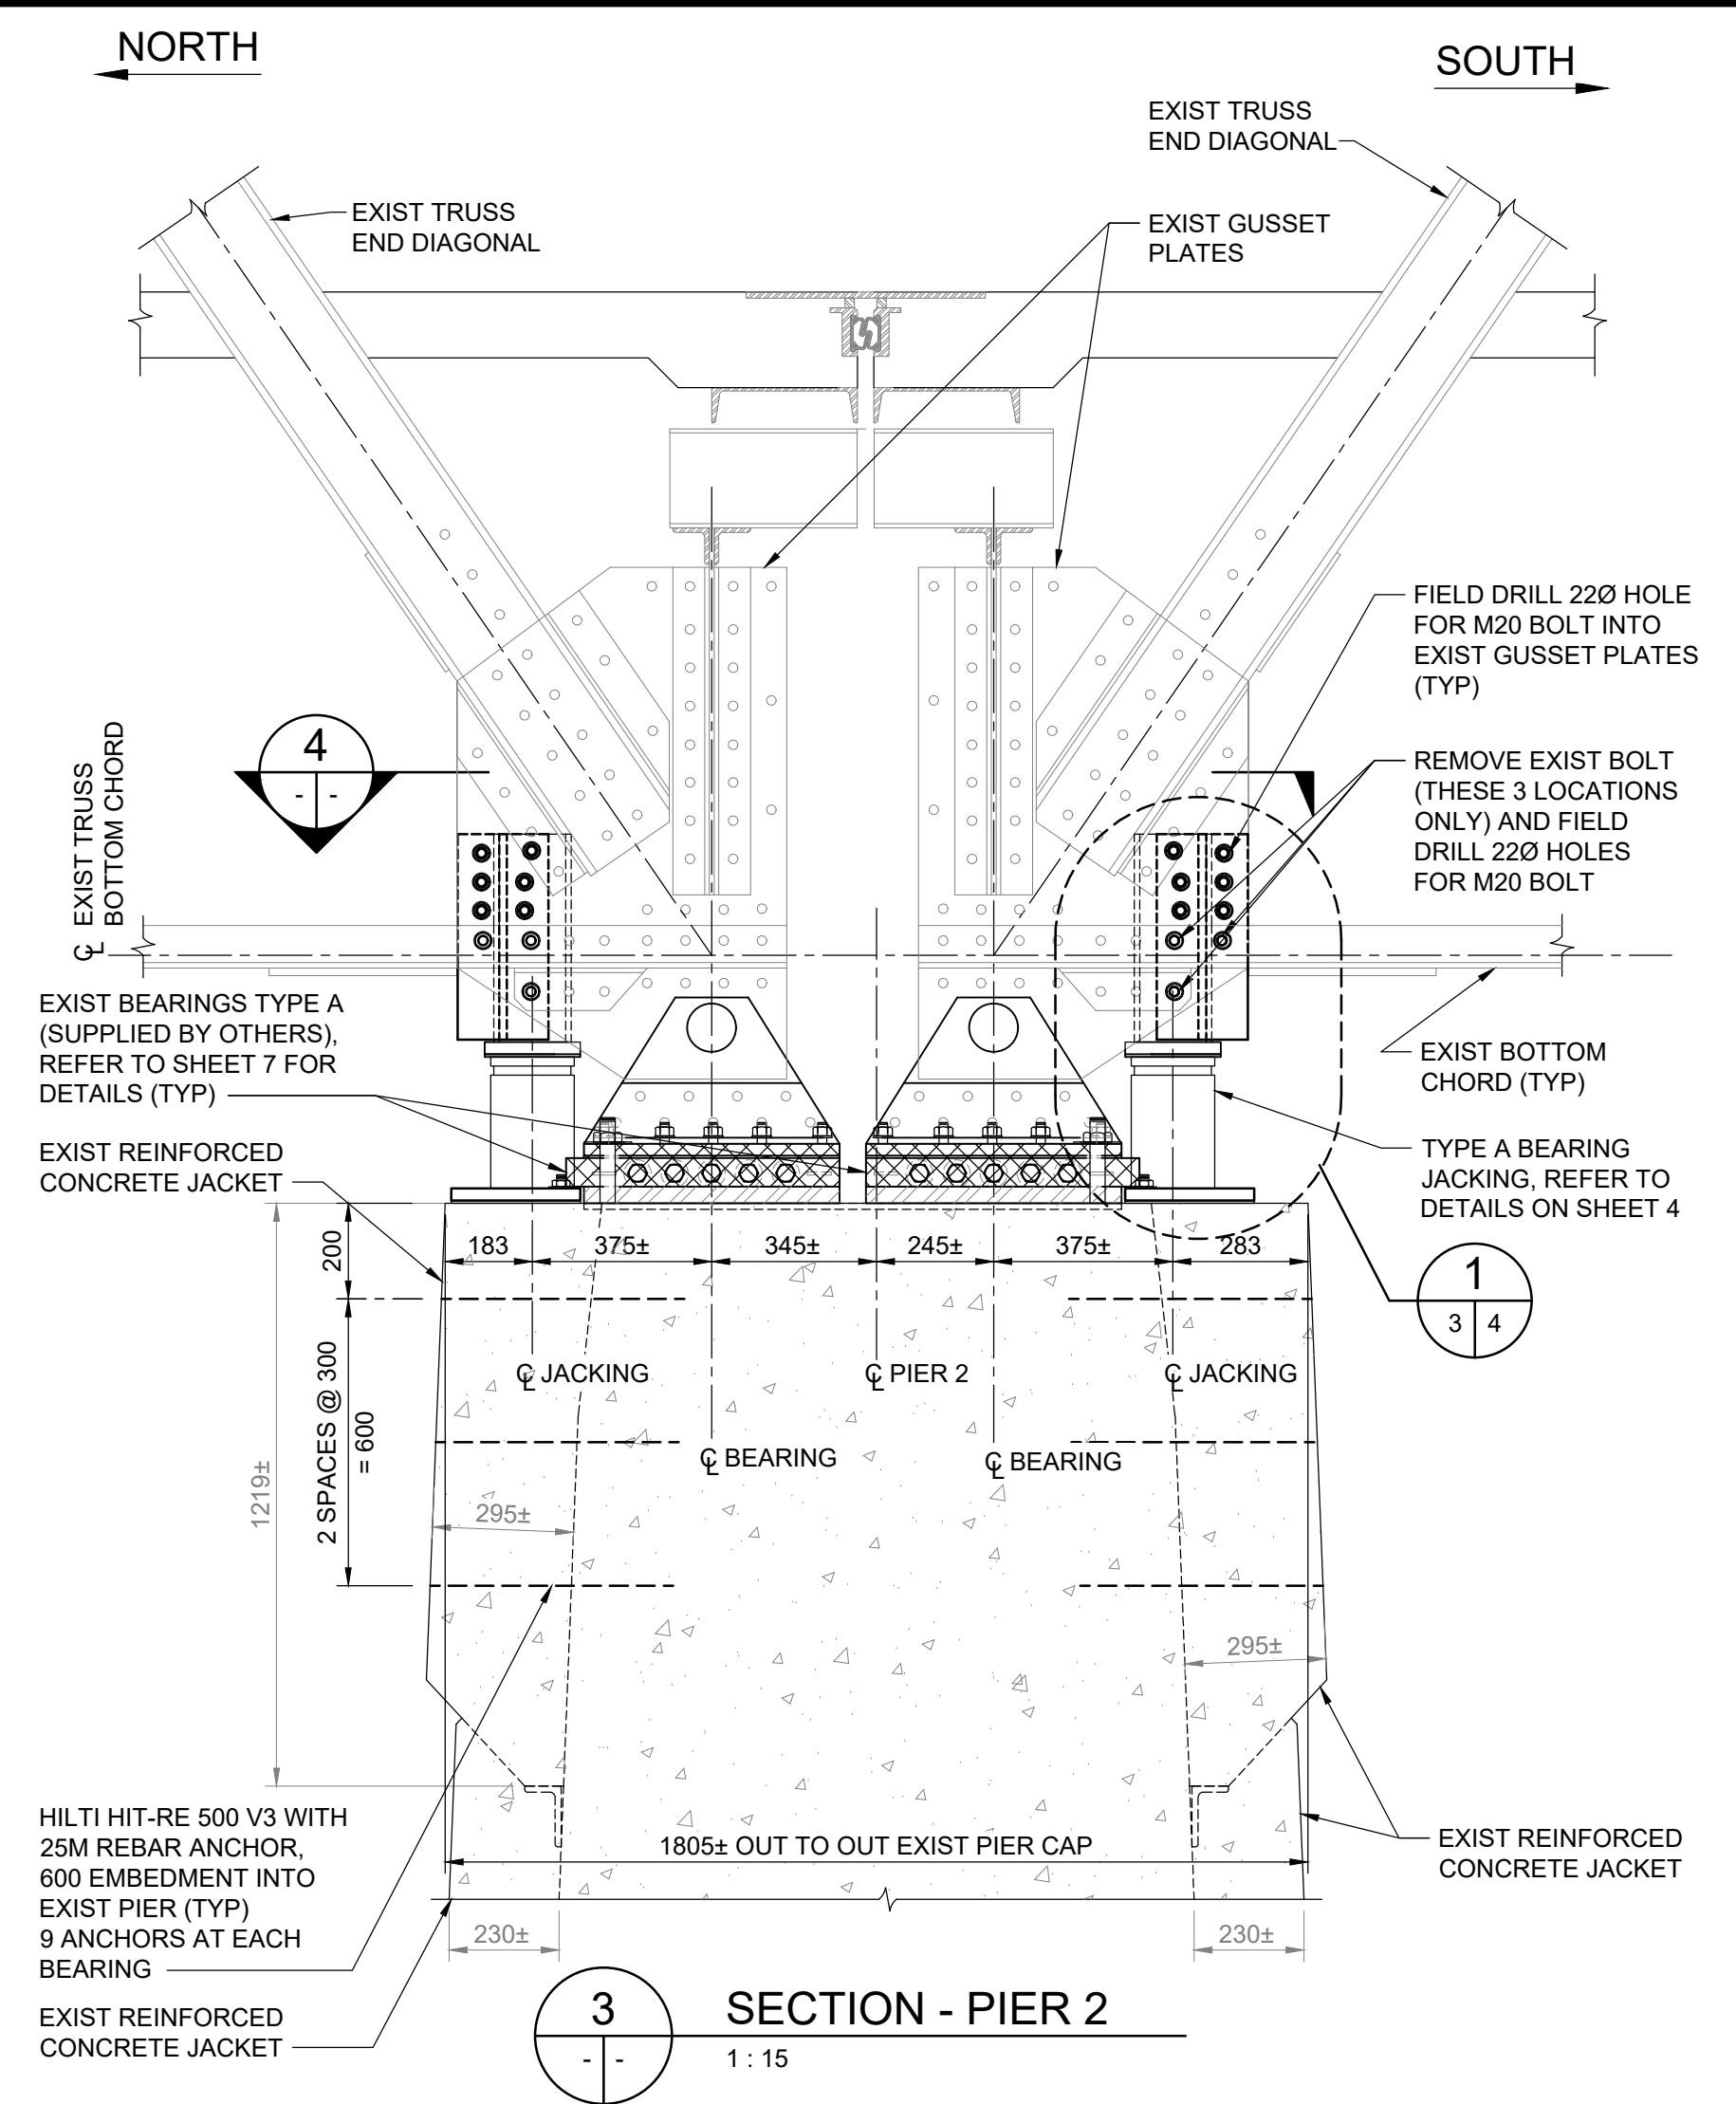 NORTH
SOUTH
EXIST TRUSS
END DIAGONAL
EXIST TRUSS
END DIAGONAL
EXIST GUSSET
PLATES
FIELD DRILL 22Ø HOLE
FOR M20 BOLT INTO
EXIST GUSSET PLATES
(TYP)
REMOVE EXIST BOLT
(THESE 3 LOCATIONS
ONLY) AND FIELD
DRILL 22Ø HOLES
FOR M20 BOLT
4
- -
℄ EXIST TRUSS
BOTTOM CHORD
EXIST BEARINGS TYPE A
(SUPPLIED BY OTHERS),
REFER TO SHEET 7 FOR
DETAILS (TYP)
EXIST BOTTOM
CHORD (TYP)
EXIST REINFORCED
CONCRETE JACKET
TYPE A BEARING
JACKING, REFER TO
DETAILS ON SHEET 4
1
3 4
183 375± 345± 245± 375± 283
200
2 SPACES @ 300
= 600
1219±
℄ JACKING
℄ PIER 2
℄ JACKING
℄ BEARING
℄ BEARING
295±
295±
HILTI HIT-RE 500 V3 WITH
25M REBAR ANCHOR,
600 EMBEDMENT INTO
EXIST PIER (TYP)
9 ANCHORS AT EACH
BEARING
1805± OUT TO OUT EXIST PIER CAP
EXIST REINFORCED
CONCRETE JACKET
230±
230±
EXIST REINFORCED
CONCRETE JACKET
3
- -
SECTION - PIER 2
1 : 15